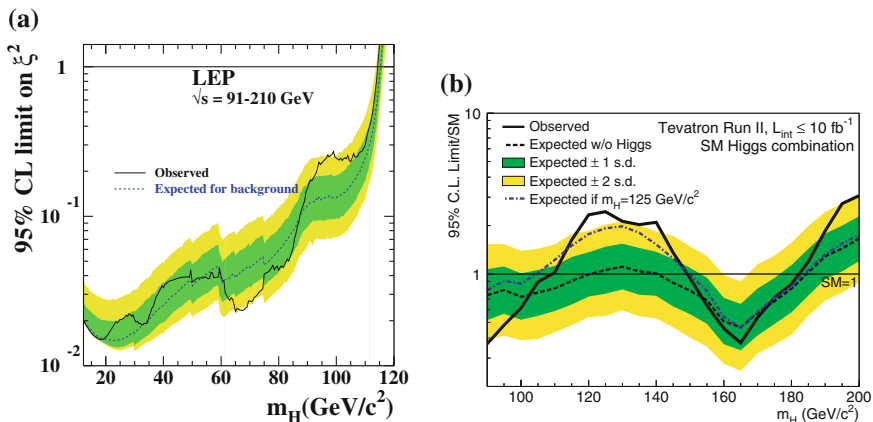 (a)
95% CL limit on ξ²
1
10⁻¹
10⁻²
LEP
√s = 91-210 GeV
Observed
Expected for background
20 40 60 80 100 120
m_H(GeV/c²)
(b)
95% C.L. Limit/SM
10
1
Observed
Expected w/o Higgs
Expected ± 1 s.d.
Expected ± 2 s.d.
Expected if m_H=125 GeV/c²
Tevatron Run II, L_int ≤ 10 fb⁻¹
SM Higgs combination
SM=1
100 120 140 160 180 200
m_H (GeV/c²)